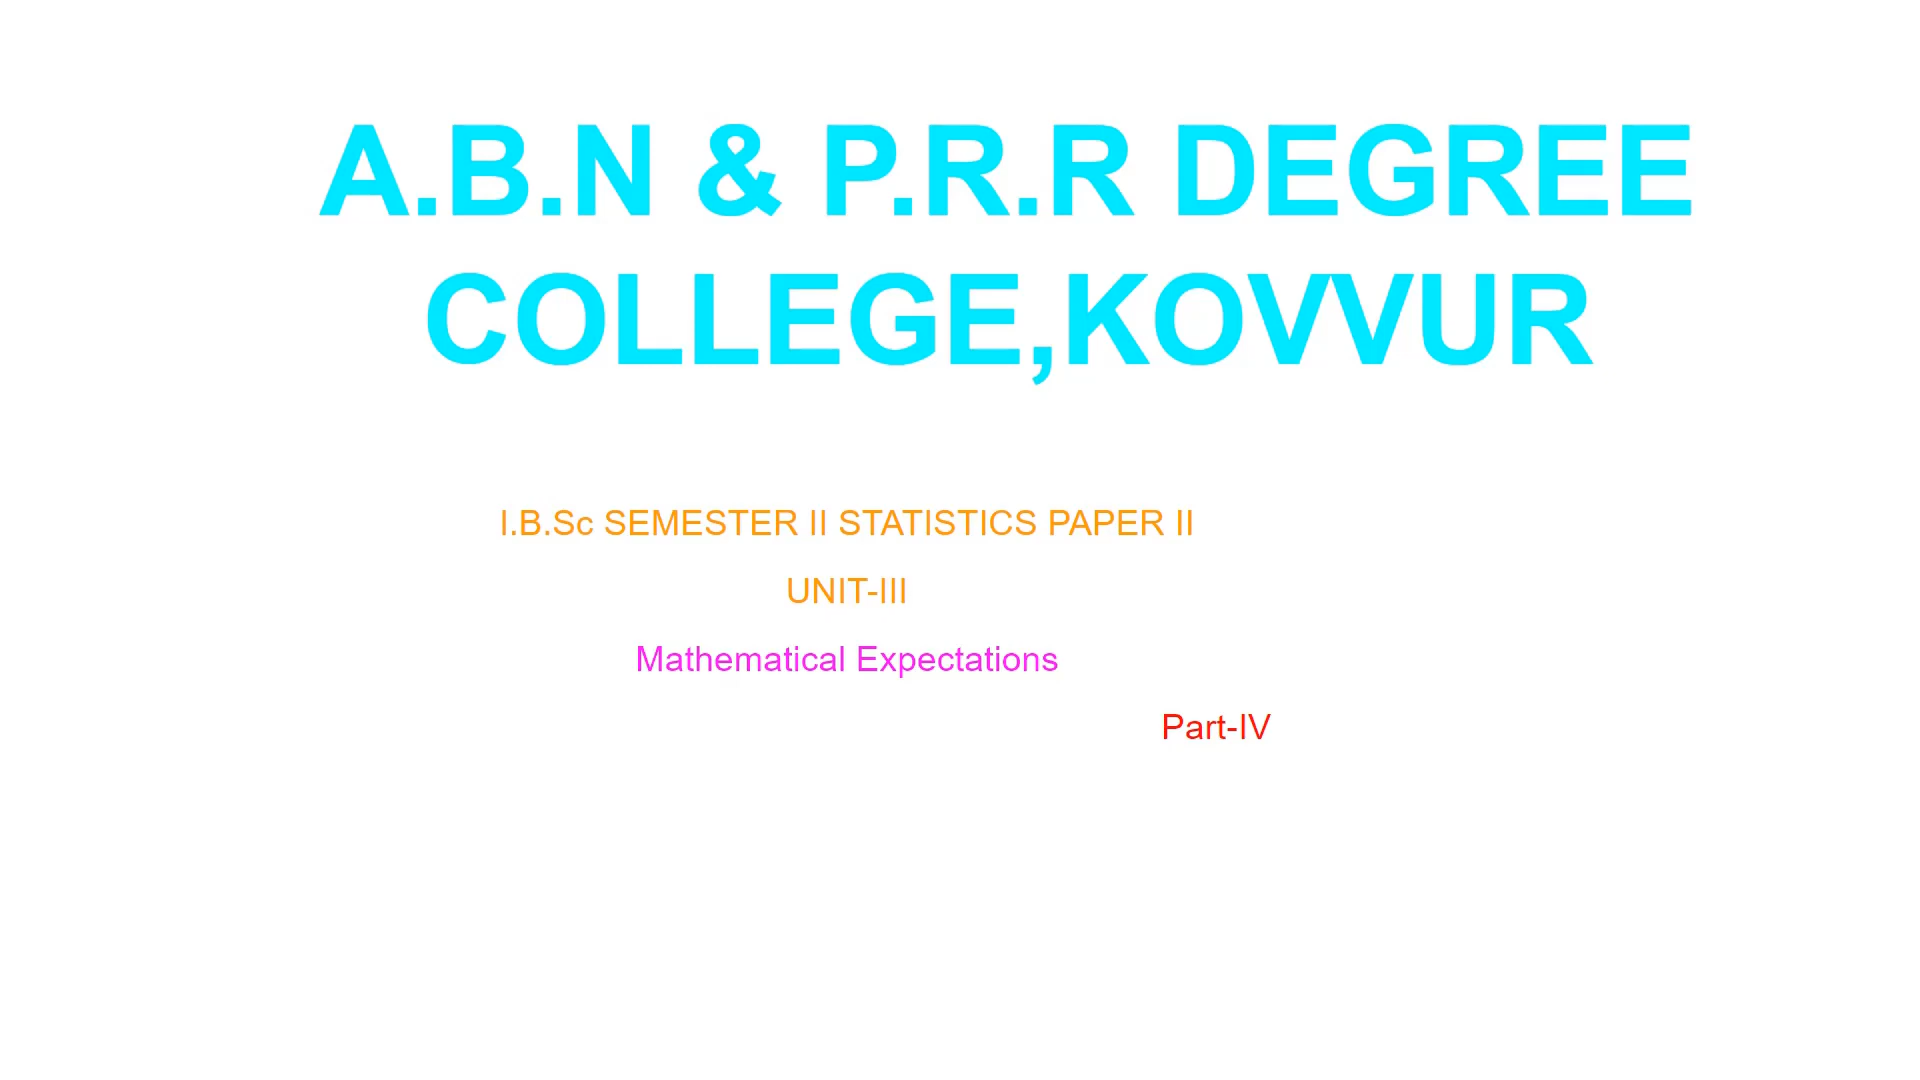 A.B.N & P.R.R DEGREE
COLLEGE,KOVVUR
I.B.Sc SEMESTER II STATISTICS PAPER II
UNIT-III
Mathematical Expectations
Part-IV